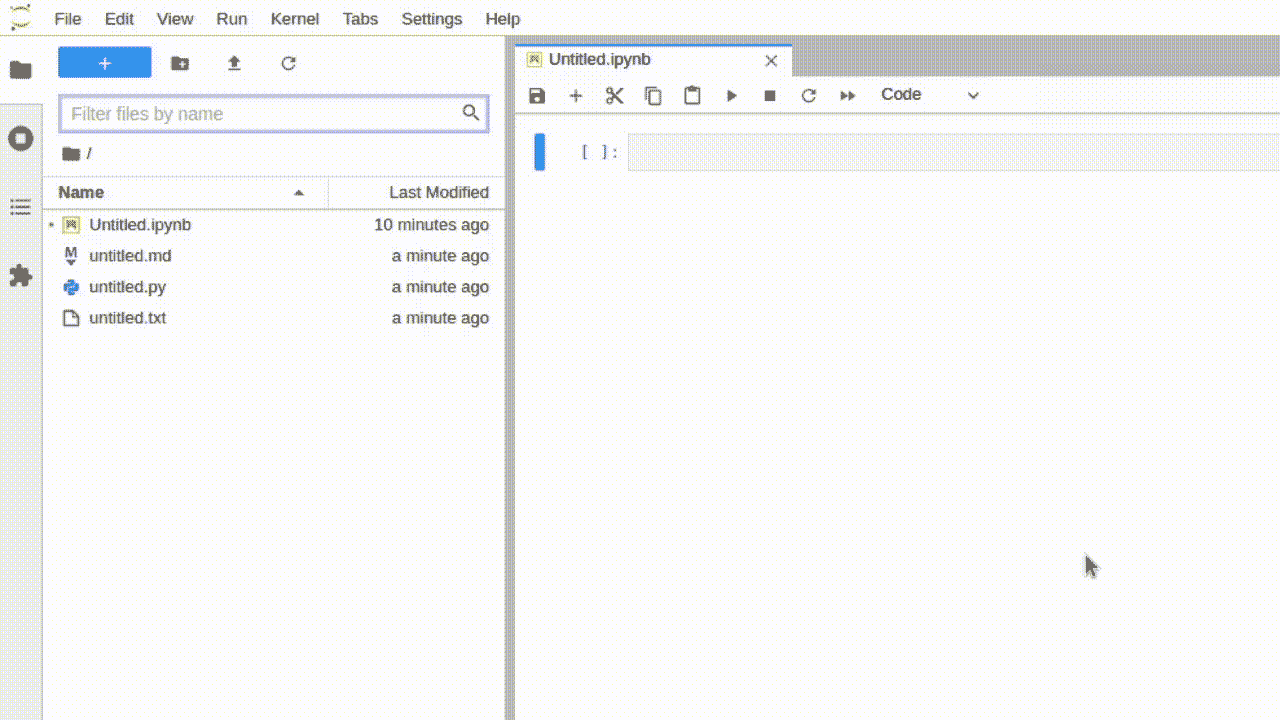 File Edit View Run Kernel Tabs Settings Help
Untitled.ipynb
Code
Filter files by name
/
[ ]:
Name Last Modified
Untitled.ipynb 10 minutes ago
untitled.md a minute ago
untitled.py a minute ago
untitled.txt a minute ago